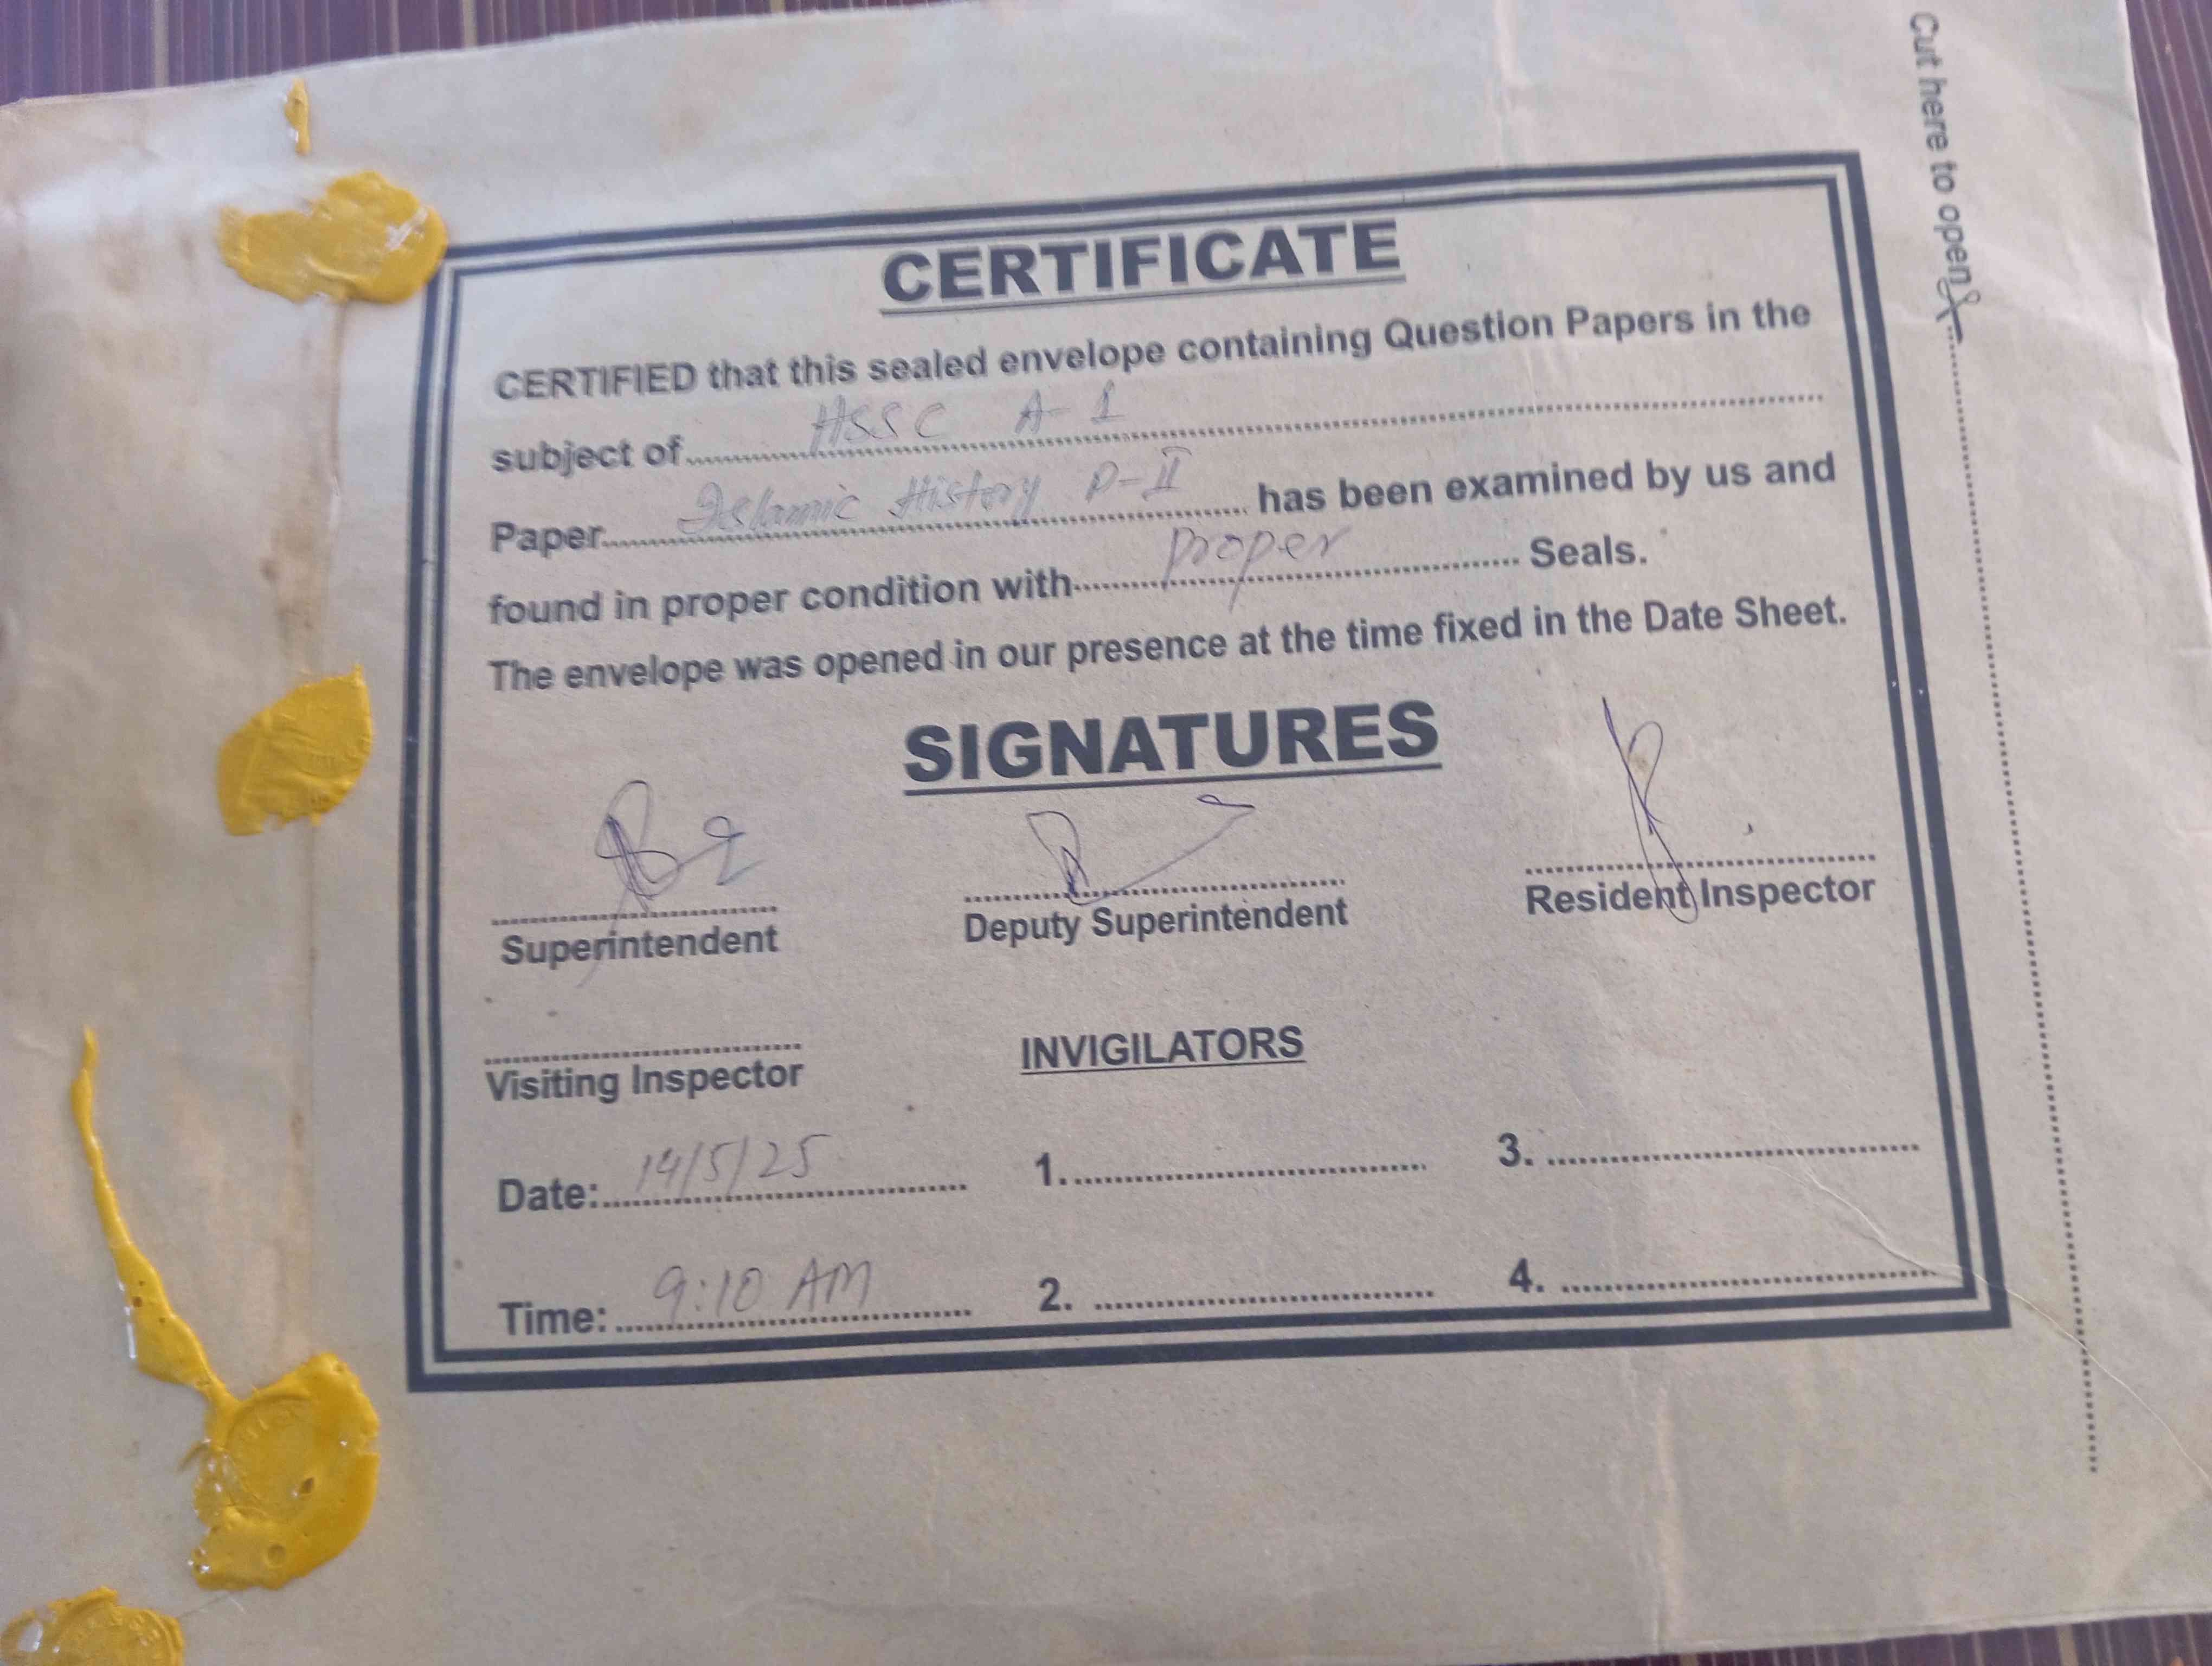 Cut here to open
CERTIFICATE
CERTIFIED that this sealed envelope containing Question Papers in the
subject of HSSC A-I
Paper Islamic History P-II has been examined by us and
found in proper condition with proper Seals.
The envelope was opened in our presence at the time fixed in the Date Sheet.
SIGNATURES
Superintendent Deputy Superintendent Resident Inspector
Visiting Inspector INVIGILATORS
Date: 14/5/25 1. 3.
Time: 9:10 AM 2. 4.